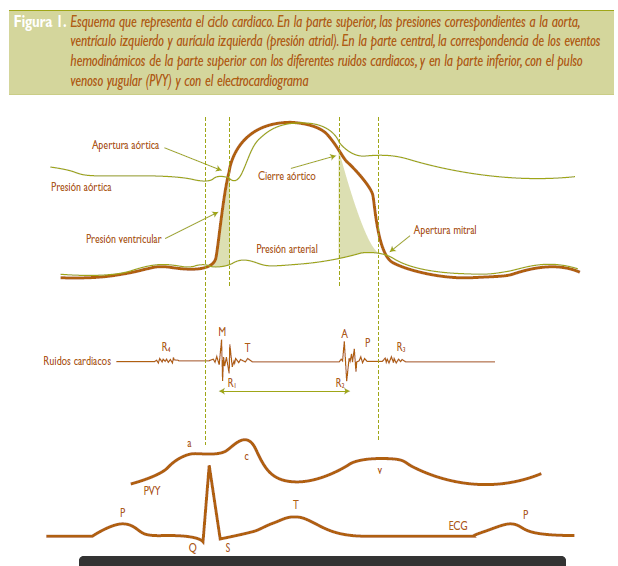 Figura 1. Esquema que representa el ciclo cardiaco. En la parte superior, las presiones correspondientes a la aorta,
ventrículo izquierdo y aurícula izquierda (presión atrial). En la parte central, la correspondencia de los eventos
hemodinámicos de la parte superior con los diferentes ruidos cardiacos, y en la parte inferior, con el pulso
venoso yugular (PVY) y con el electrocardiograma
Apertura aórtica
Cierre aórtico
Presión aórtica
Presión ventricular
Presión arterial
Apertura mitral
M
A
R4
T
P
R3
Ruidos cardiacos
R1
R2
a
c
v
PVY
P
T
ECG
P
Q
S